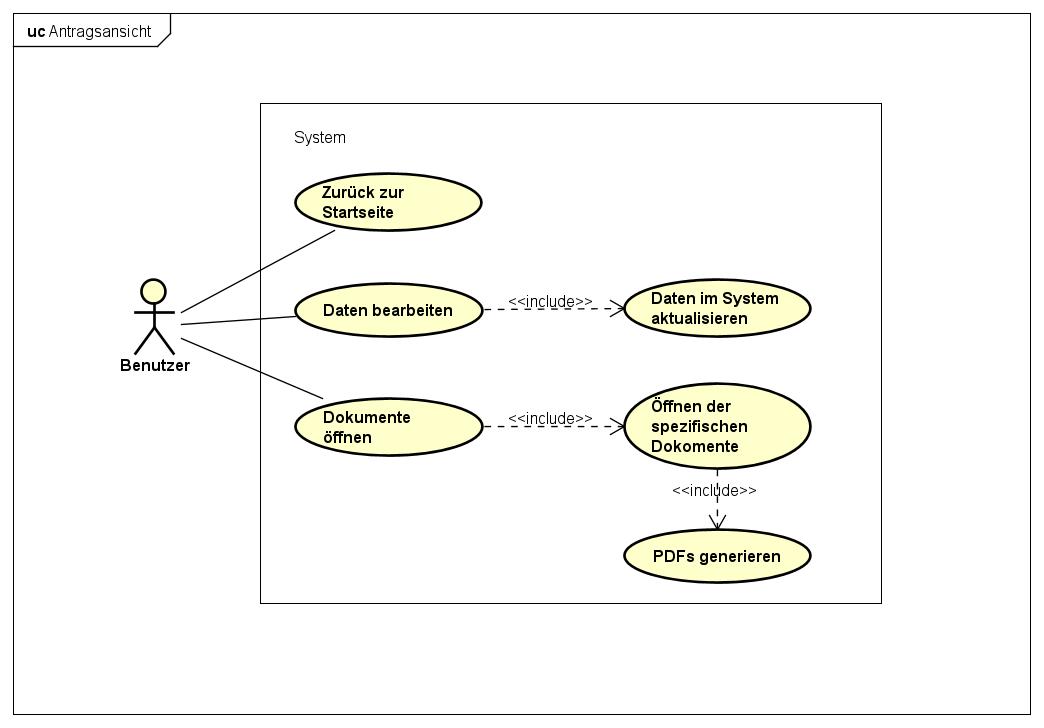 uc Antragsansicht
System
Zurück zur
Startseite
Daten bearbeiten
<<include>>
Daten im System
aktualisieren
Benutzer
Dokumente
öffnen
<<include>>
Öffnen der
spezifischen
Dokomente
<<include>>
PDFs generieren